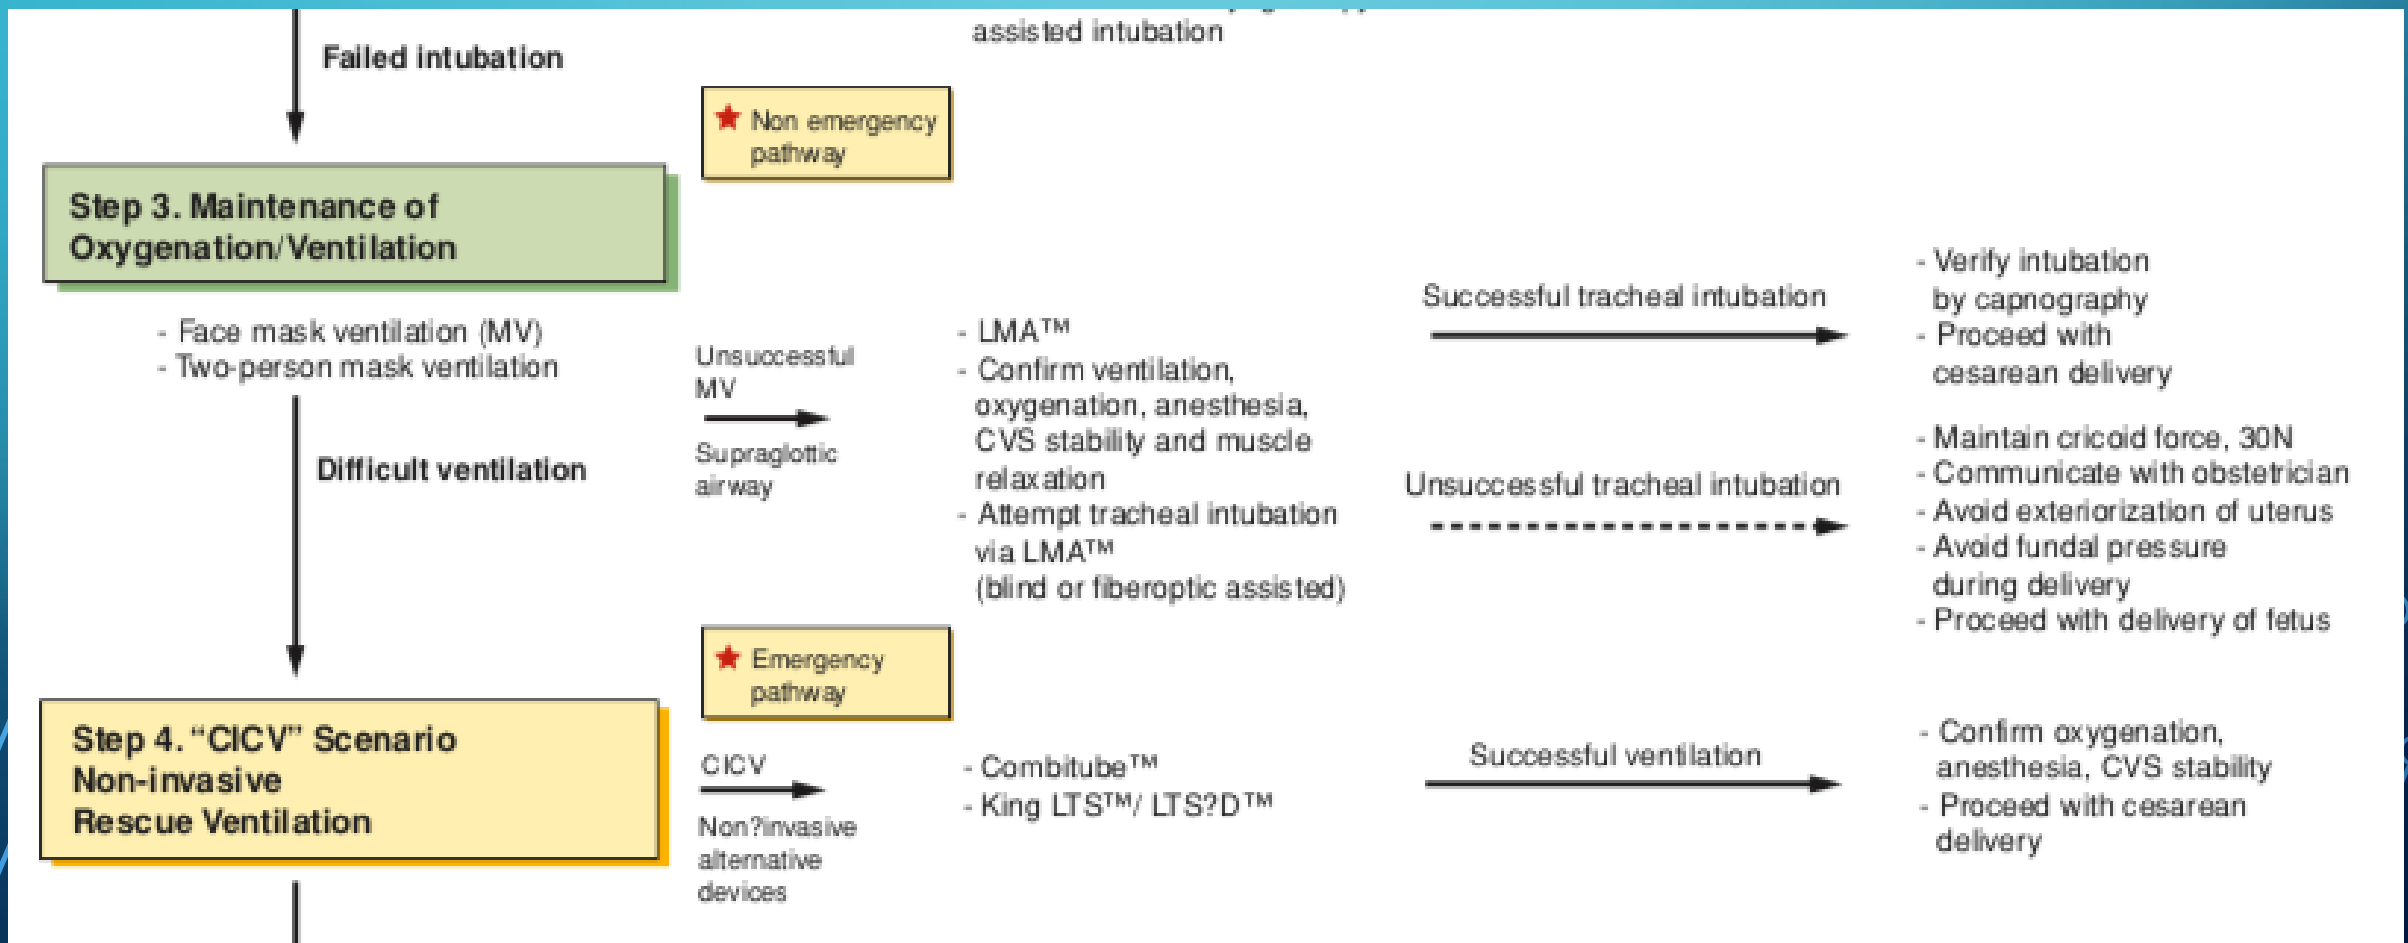 assisted intubation
Failed intubation
★ Non emergency
pathway
Step 3. Maintenance of
Oxygenation/Ventilation
- Face mask ventilation (MV)
- Two-person mask ventilation
Unsuccessful
MV
Supraglottic
airway
- LMA™
- Confirm ventilation,
oxygenation, anesthesia,
CVS stability and muscle
relaxation
- Attempt tracheal intubation
via LMA™
(blind or fiberoptic assisted)
Successful tracheal intubation
- Verify intubation
by capnography
- Proceed with
cesarean delivery
Unsuccessful tracheal intubation
- Maintain cricoid force, 30N
- Communicate with obstetrician
- Avoid exteriorization of uterus
- Avoid fundal pressure
during delivery
- Proceed with delivery of fetus
Difficult ventilation
★ Emergency
pathway
Step 4. “CICV” Scenario
Non-invasive
Rescue Ventilation
CICV
Non?invasive
alternative
devices
- Combitube™
- King LTS™/ LTS?D™
Successful ventilation
- Confirm oxygenation,
anesthesia, CVS stability
- Proceed with cesarean
delivery